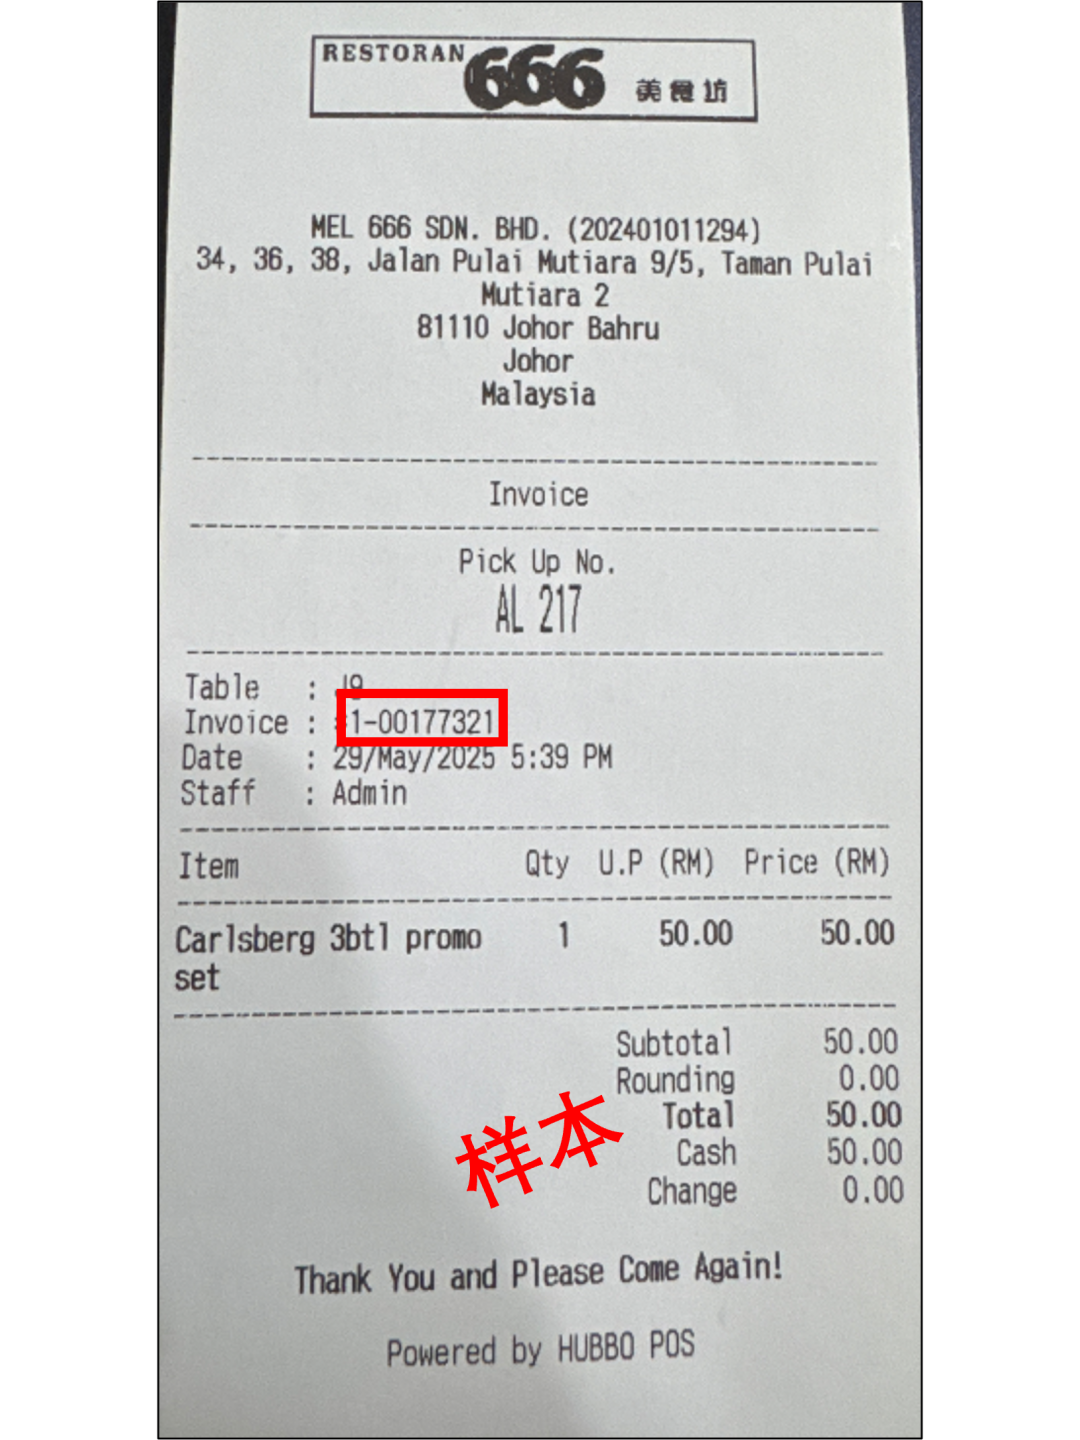 RESTORAN 666 美食坊
MEL 666 SDN. BHD. (202401011294)
34, 36, 38, Jalan Pulai Mutiara 9/5, Taman Pulai
Mutiara 2
81110 Johor Bahru
Johor
Malaysia
Invoice
Pick Up No.
AL 217
Table : J9
Invoice : #1-00177321
Date : 29/May/2025 5:39 PM
Staff : Admin
Item Qty U.P (RM) Price (RM)
Carlsberg 3btl promo 1 50.00 50.00
set
Subtotal 50.00
Rounding 0.00
Total 50.00
Cash 50.00
Change 0.00
样本
Thank You and Please Come Again!
Powered by HUBBO POS